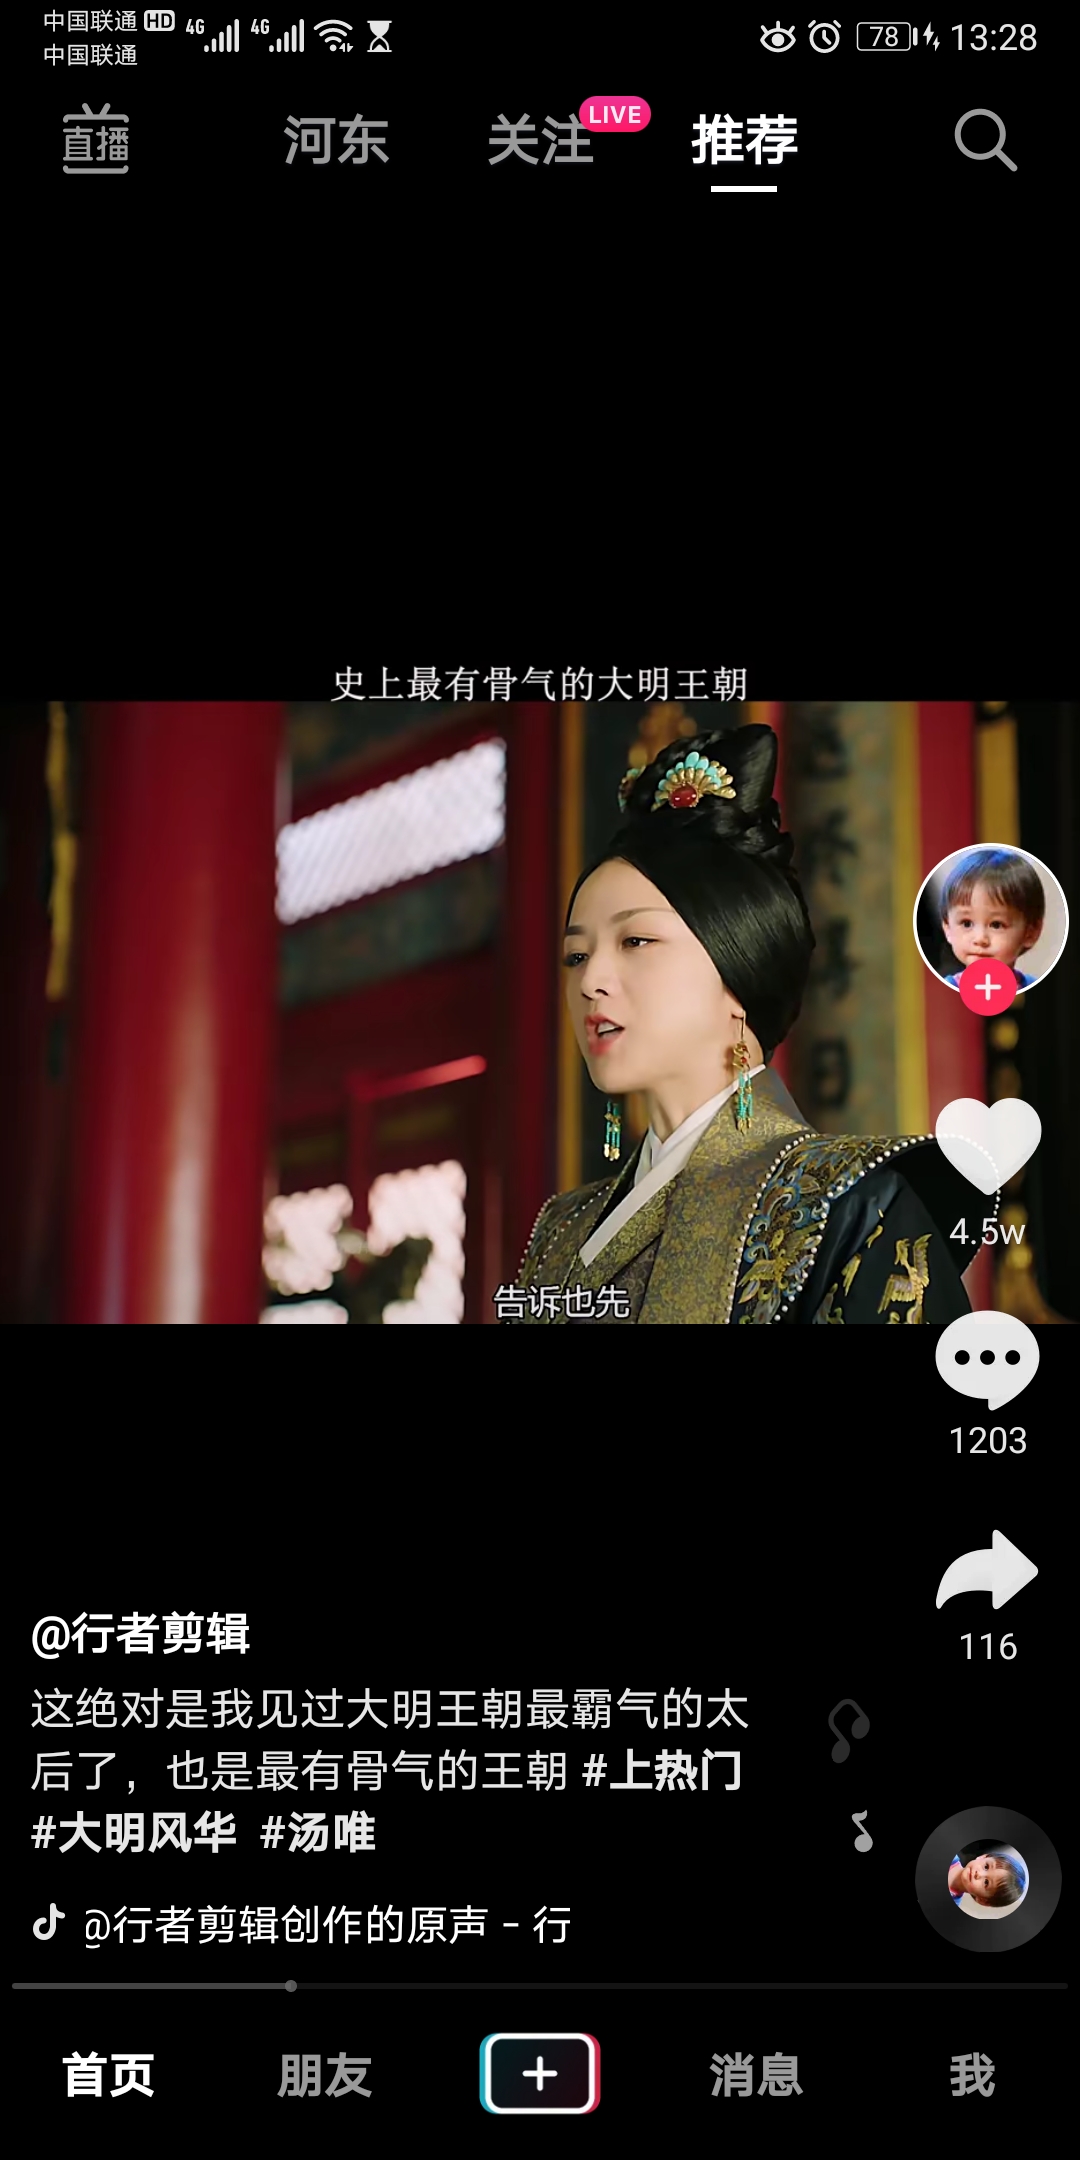 中国联通 HD 4G 4G 78 13:28
中国联通
直播 河东 关注 LIVE 推荐
史上最有骨气的大明王朝
告诉也先
4.5w
1203
116
@行者剪辑
这绝对是我见过大明王朝最霸气的太
后了，也是最有骨气的王朝 #上热门
#大明风华 #汤唯
@行者剪辑创作的原声 - 行
首页 朋友 消息 我